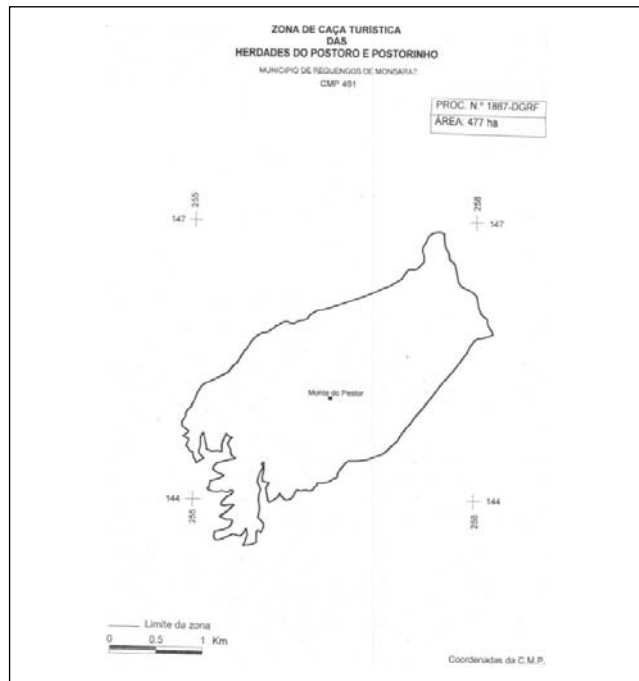 ZONA DE CAÇA TURÍSTICA
DAS
HERDADES DO POSTORO E POSTORINHO
MUNICÍPIO DE REGUENGOS DE MONSARAZ
CMP 491
PROC. N.º 1867-DGRF
ÁREA: 477 ha
255
147
258
147
Monte do Pestor
144
255
144
258
Limite da zona
0 0.5 1 Km
Coordenadas da C.M.P.